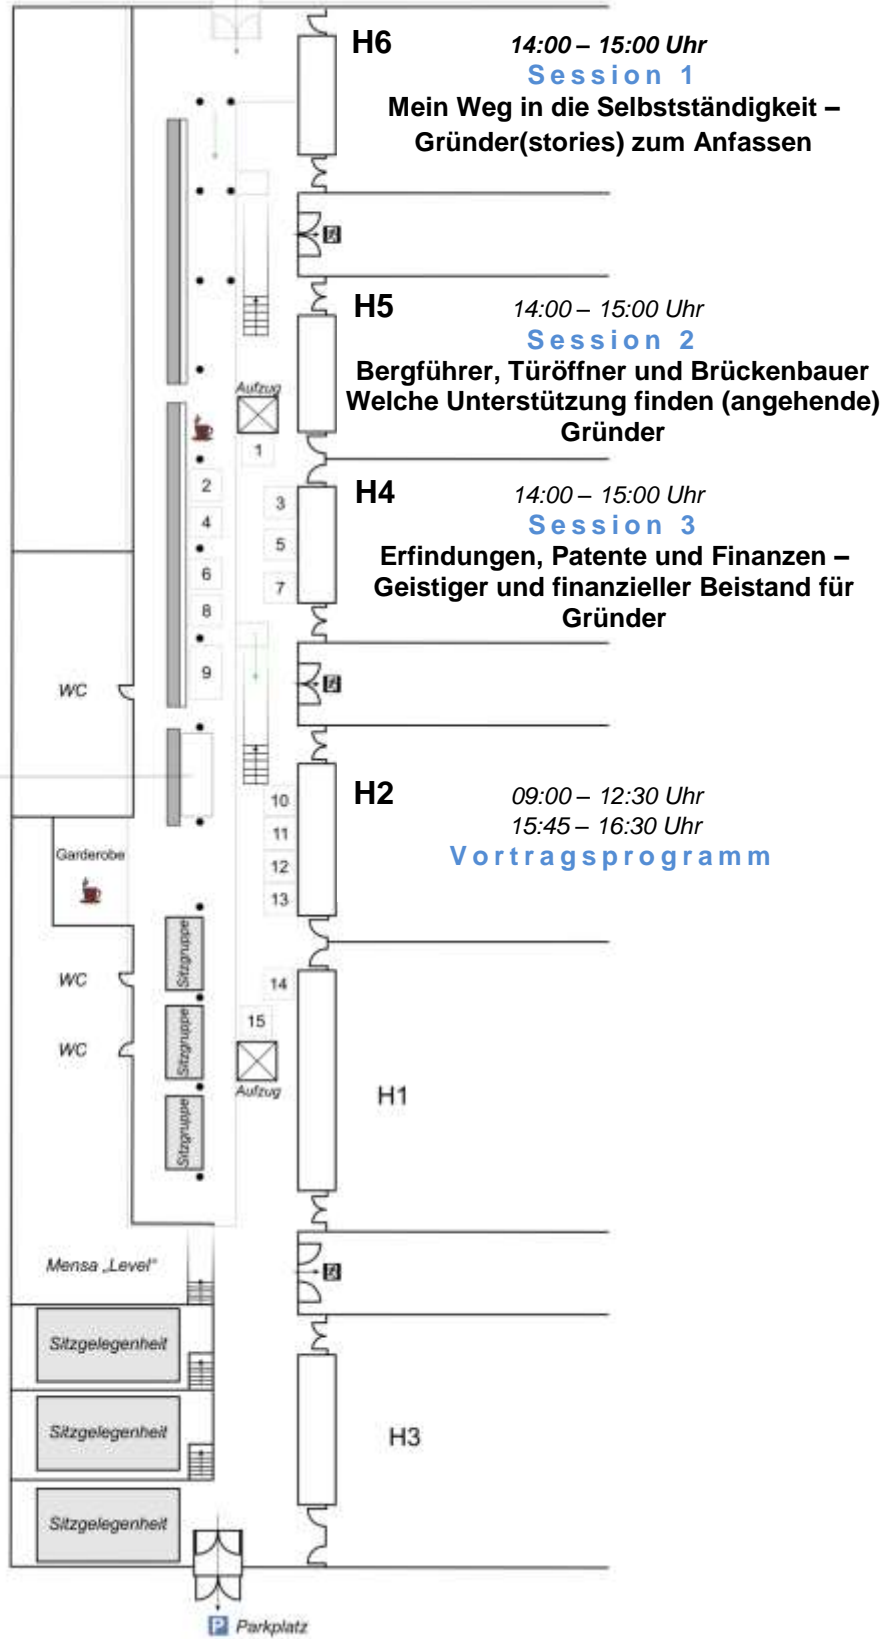 H6
14:00 – 15:00 Uhr
Session 1
Mein Weg in die Selbstständigkeit –
Gründer(stories) zum Anfassen
H5
14:00 – 15:00 Uhr
Session 2
Bergführer, Türöffner und Brückenbauer
Welche Unterstützung finden (angehende)
Gründer
Aufzug
1
2
3
4
5
6
7
8
9
H4
14:00 – 15:00 Uhr
Session 3
Erfindungen, Patente und Finanzen –
Geistiger und finanzieller Beistand für
Gründer
WC
H2
09:00 – 12:30 Uhr
15:45 – 16:30 Uhr
Vortragsprogramm
10
11
12
13
Garderobe
Sitzgruppe
WC
14
15
Sitzgruppe
WC
Aufzug
H1
Sitzgruppe
Mensa „Level“
Sitzgelegenheit
Sitzgelegenheit
H3
Sitzgelegenheit
P Parkplatz